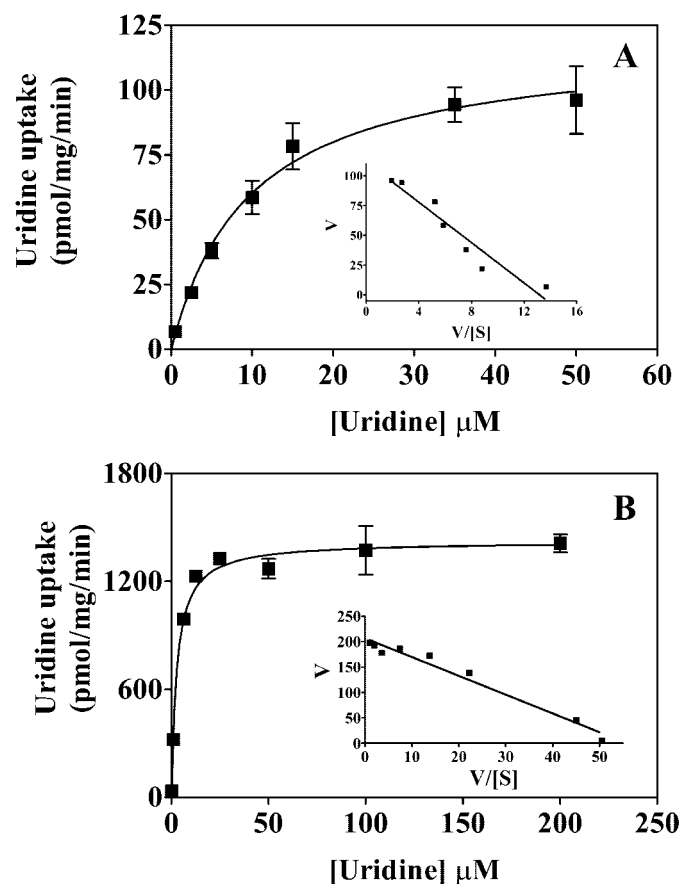 A
Uridine uptake
(pmol/mg/min)
125
100
75
50
25
0
0 10 20 30 40 50 60
[Uridine] μM
V
100
75
50
25
0
0 4 8 12 16
V/[S]
B
Uridine uptake
(pmol/mg/min)
1800
1200
600
0
0 50 100 150 200 250
[Uridine] μM
V
250
200
150
100
50
0
0 10 20 30 40 50
V/[S]